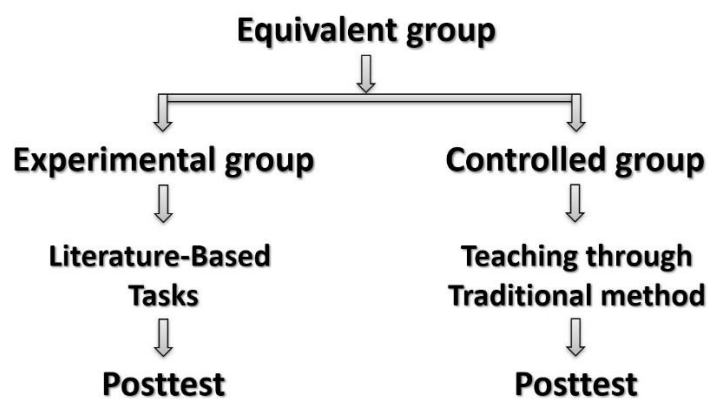 Equivalent group
Experimental group
Controlled group
Literature-Based
Tasks
Teaching through
Traditional method
Posttest
Posttest